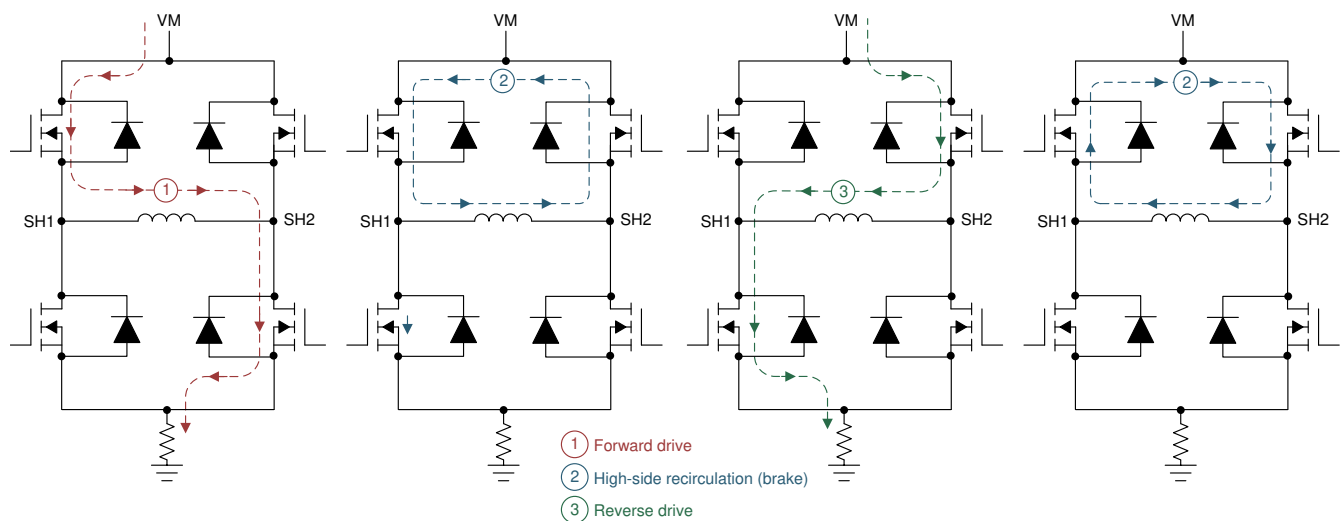 VM
VM
VM
VM
2
2
1
3
SH1
SH2
SH1
SH2
SH1
SH2
SH1
SH2
1 Forward drive
2 High-side recirculation (brake)
3 Reverse drive